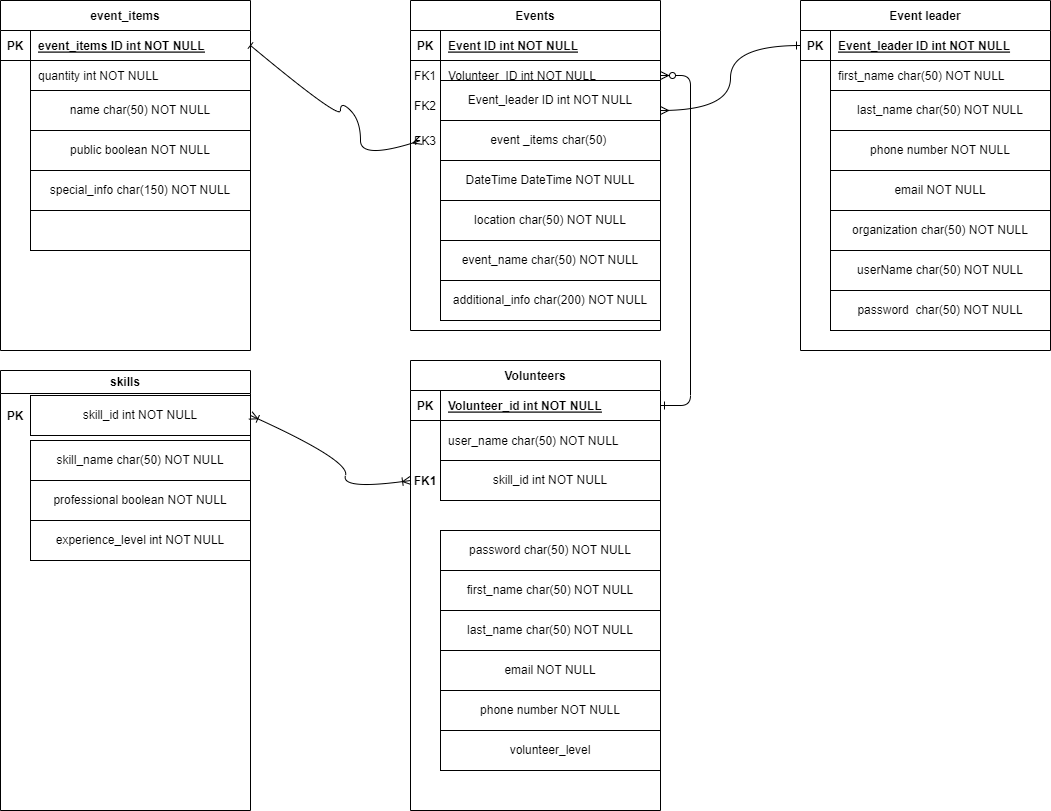 event_items
PK event_items ID int NOT NULL
quantity int NOT NULL
name char(50) NOT NULL
public boolean NOT NULL
special_info char(150) NOT NULL
Events
PK Event ID int NOT NULL
FK1 Volunteer_ID int NOT NULL
FK2 Event_leader ID int NOT NULL
FK3 event _items char(50)
DateTime DateTime NOT NULL
location char(50) NOT NULL
event_name char(50) NOT NULL
additional_info char(200) NOT NULL
Event leader
PK Event_leader ID int NOT NULL
first_name char(50) NOT NULL
last_name char(50) NOT NULL
phone number NOT NULL
email NOT NULL
organization char(50) NOT NULL
userName char(50) NOT NULL
password  char(50) NOT NULL
skills
PK skill_id int NOT NULL
skill_name char(50) NOT NULL
professional boolean NOT NULL
experience_level int NOT NULL
Volunteers
PK Volunteer_id int NOT NULL
user_name char(50) NOT NULL
FK1 skill_id int NOT NULL
password char(50) NOT NULL
first_name char(50) NOT NULL
last_name char(50) NOT NULL
email NOT NULL
phone number NOT NULL
volunteer_level